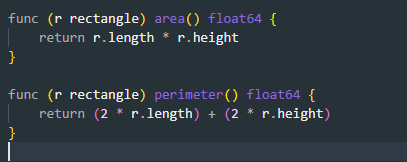 func (r rectangle) area() float64 {
    return r.length * r.height
}
func (r rectangle) perimeter() float64 {
    return (2 * r.length) + (2 * r.height)
}